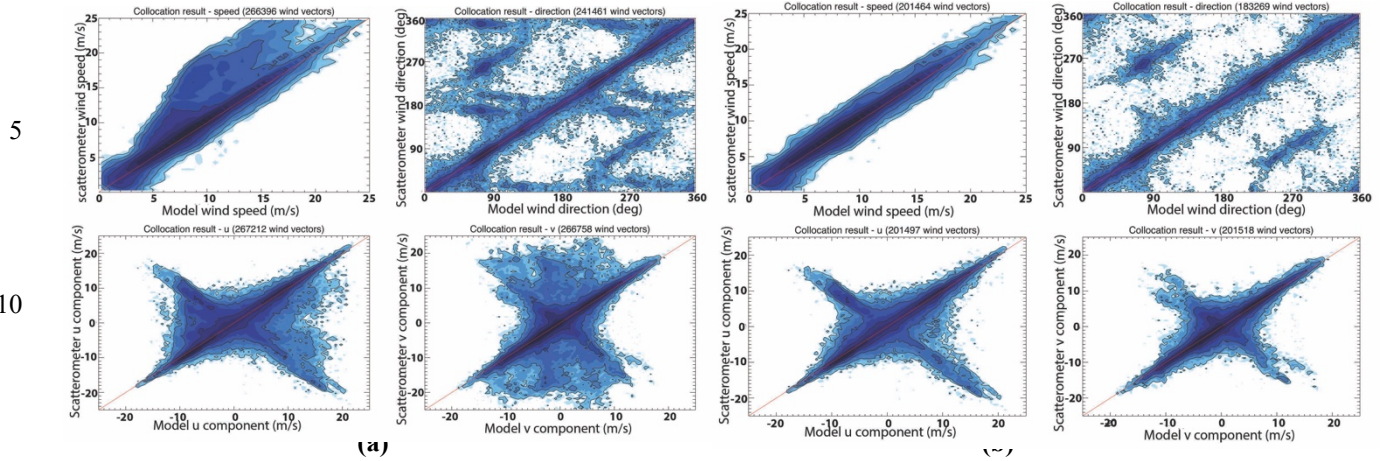 Collocation result - speed (266396 wind vectors)
scatterometer wind speed (m/s)
25
20
15
10
5
0 5 10 15 20 25
Model wind speed (m/s)
Collocation result - direction (241461 wind vectors)
Scatterometer wind direction (deg)
360
270
180
90
0 90 180 270 360
Model wind direction (deg)
Collocation result - speed (201464 wind vectors)
scatterometer wind speed (m/s)
25
20
15
10
5
0 5 10 15 20 25
Model wind speed (m/s)
Collocation result - direction (183269 wind vectors)
Scatterometer wind direction (deg)
360
270
180
90
90 180 270 360
Model wind direction (deg)
5
Collocation result - u (267212 wind vectors)
Scatterometer u component (m/s)
20
10
0
-10
-20
-20 -10 0 10 20
Model u component (m/s)
Collocation result - v (266758 wind vectors)
Scatterometer v component (m/s)
20
10
0
-10
-20
-20 -10 0 10 20
Model v component (m/s)
Collocation result - u (201497 wind vectors)
Scatterometer u component (m/s)
20
10
0
-10
-20
-20 -10 0 10 20
Model u component (m/s)
Collocation result - v (201518 wind vectors)
Scatterometer v component (m/s)
20
10
0
-10
-20
-10 0 10 20
Model v component (m/s)
10
(a)